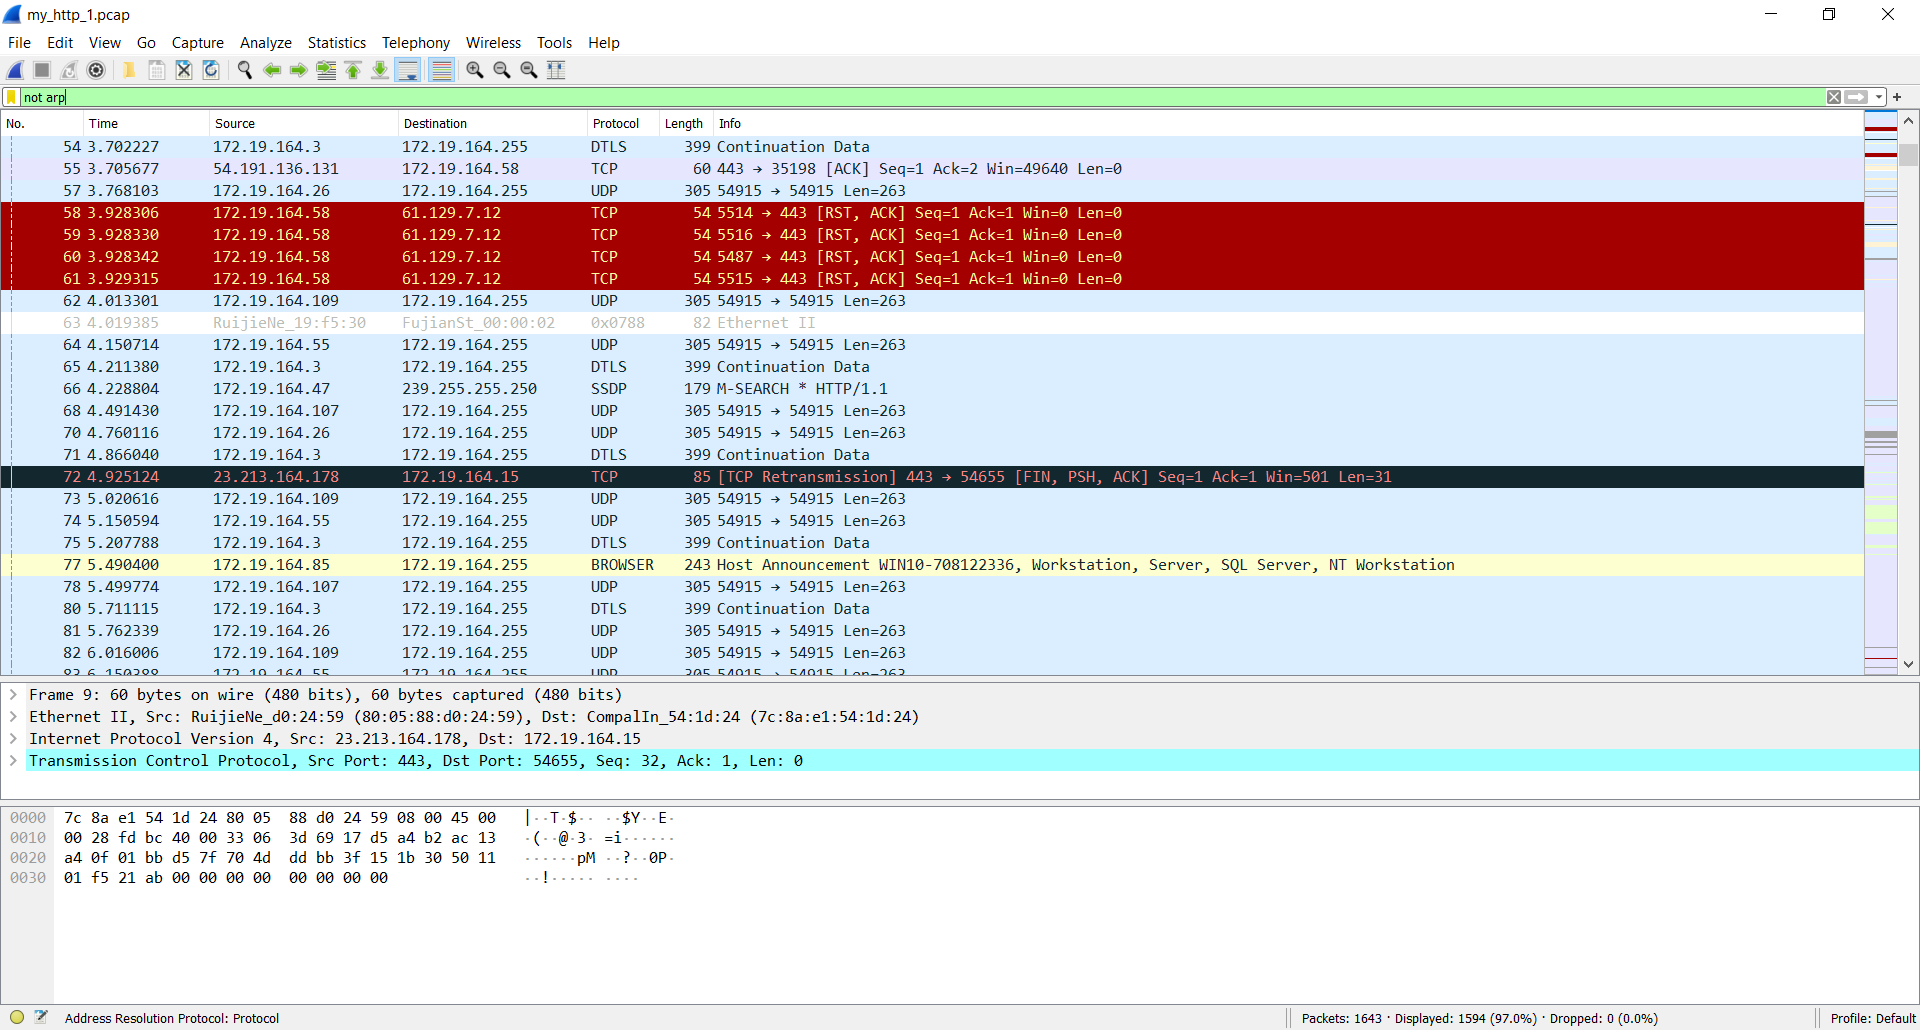 my_http_1.pcap
File Edit View Go Capture Analyze Statistics Telephony Wireless Tools Help
not arp
No. Time Source Destination Protocol Length Info
54 3.702227 172.19.164.3 172.19.164.255 DTLS 399 Continuation Data
55 3.705677 54.191.136.131 172.19.164.58 TCP 60 443 → 35198 [ACK] Seq=1 Ack=2 Win=49640 Len=0
57 3.768103 172.19.164.26 172.19.164.255 UDP 305 54915 → 54915 Len=263
58 3.928306 172.19.164.58 61.129.7.12 TCP 54 5514 → 443 [RST, ACK] Seq=1 Ack=1 Win=0 Len=0
59 3.928330 172.19.164.58 61.129.7.12 TCP 54 5516 → 443 [RST, ACK] Seq=1 Ack=1 Win=0 Len=0
60 3.928342 172.19.164.58 61.129.7.12 TCP 54 5487 → 443 [RST, ACK] Seq=1 Ack=1 Win=0 Len=0
61 3.929315 172.19.164.58 61.129.7.12 TCP 54 5515 → 443 [RST, ACK] Seq=1 Ack=1 Win=0 Len=0
62 4.013301 172.19.164.109 172.19.164.255 UDP 305 54915 → 54915 Len=263
63 4.019385 RuijieNe_19:f5:30 FujianSt_00:00:02 0x0788 82 Ethernet II
64 4.150714 172.19.164.55 172.19.164.255 UDP 305 54915 → 54915 Len=263
65 4.211380 172.19.164.3 172.19.164.255 DTLS 399 Continuation Data
66 4.228804 172.19.164.47 239.255.255.250 SSDP 179 M-SEARCH * HTTP/1.1
68 4.491430 172.19.164.107 172.19.164.255 UDP 305 54915 → 54915 Len=263
70 4.760116 172.19.164.26 172.19.164.255 UDP 305 54915 → 54915 Len=263
71 4.866040 172.19.164.3 172.19.164.255 DTLS 399 Continuation Data
72 4.925124 23.213.164.178 172.19.164.15 TCP 85 [TCP Retransmission] 443 → 54655 [FIN, PSH, ACK] Seq=1 Ack=1 Win=501 Len=31
73 5.020616 172.19.164.109 172.19.164.255 UDP 305 54915 → 54915 Len=263
74 5.150594 172.19.164.55 172.19.164.255 UDP 305 54915 → 54915 Len=263
75 5.207788 172.19.164.3 172.19.164.255 DTLS 399 Continuation Data
77 5.490400 172.19.164.85 172.19.164.255 BROWSER 243 Host Announcement WIN10-708122336, Workstation, Server, SQL Server, NT Workstation
78 5.499774 172.19.164.107 172.19.164.255 UDP 305 54915 → 54915 Len=263
80 5.711115 172.19.164.3 172.19.164.255 DTLS 399 Continuation Data
81 5.762339 172.19.164.26 172.19.164.255 UDP 305 54915 → 54915 Len=263
82 6.016006 172.19.164.109 172.19.164.255 UDP 305 54915 → 54915 Len=263
83 6.150388 172.19.164.55 172.19.164.255 UDP 305 54915 → 54915 Len=263
Frame 9: 60 bytes on wire (480 bits), 60 bytes captured (480 bits)
Ethernet II, Src: RuijieNe_d0:24:59 (80:05:88:d0:24:59), Dst: CompalIn_54:1d:24 (7c:8a:e1:54:1d:24)
Internet Protocol Version 4, Src: 23.213.164.178, Dst: 172.19.164.15
Transmission Control Protocol, Src Port: 443, Dst Port: 54655, Seq: 32, Ack: 1, Len: 0
0000 7c 8a e1 54 1d 24 80 05 88 d0 24 59 08 00 45 00 |··T·$·· ··$Y··E·
0010 00 28 fd bc 40 00 33 06 3d 69 17 d5 a4 b2 ac 13 ·(··@·3· =i······
0020 a4 0f 01 bb d5 7f 70 4d dd bb 3f 15 1b 30 50 11 ······pM ··?··0P·
0030 01 f5 21 ab 00 00 00 00 00 00 00 00 ··!····· ····
Address Resolution Protocol: Protocol
Packets: 1643 · Displayed: 1594 (97.0%) · Dropped: 0 (0.0%)
Profile: Default